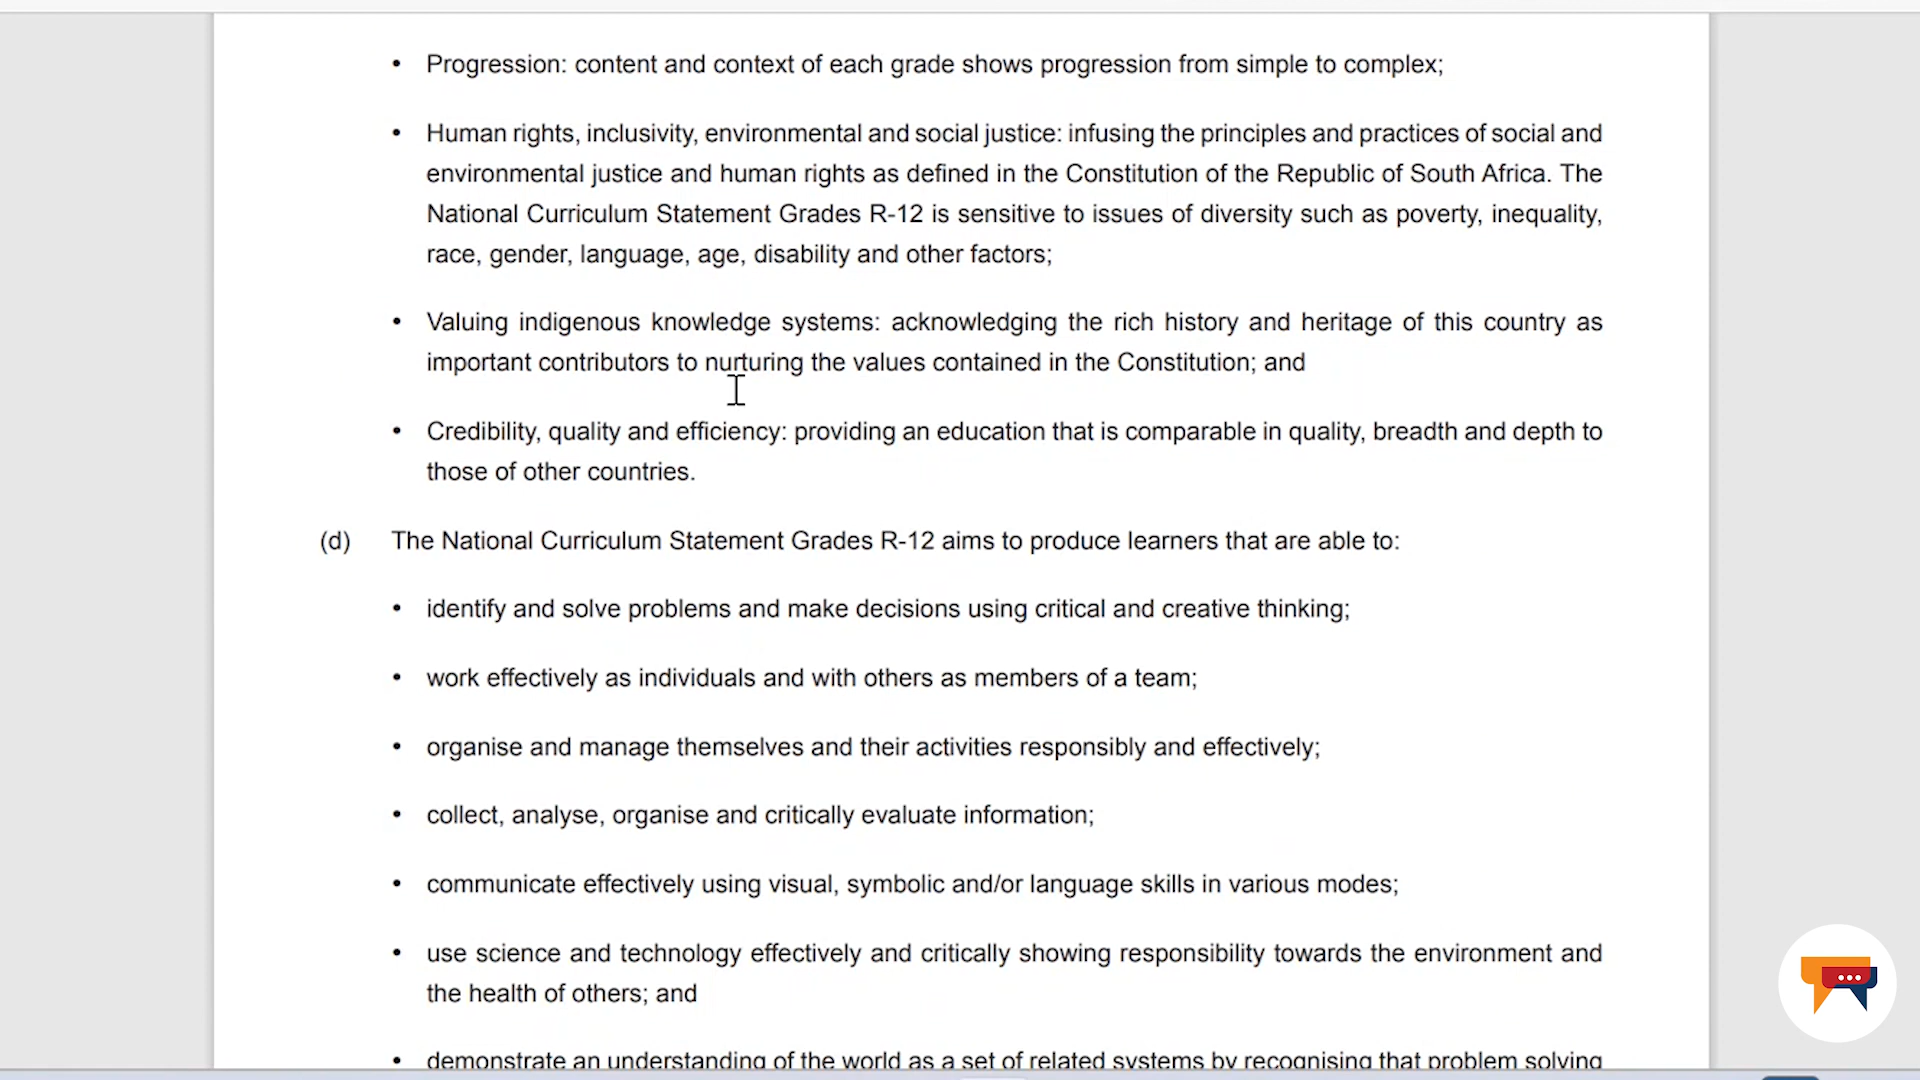 • Progression: content and context of each grade shows progression from simple to complex;
• Human rights, inclusivity, environmental and social justice: infusing the principles and practices of social and
environmental justice and human rights as defined in the Constitution of the Republic of South Africa. The
National Curriculum Statement Grades R-12 is sensitive to issues of diversity such as poverty, inequality,
race, gender, language, age, disability and other factors;
• Valuing indigenous knowledge systems: acknowledging the rich history and heritage of this country as
important contributors to nurturing the values contained in the Constitution; and
• Credibility, quality and efficiency: providing an education that is comparable in quality, breadth and depth to
those of other countries.
(d) The National Curriculum Statement Grades R-12 aims to produce learners that are able to:
• identify and solve problems and make decisions using critical and creative thinking;
• work effectively as individuals and with others as members of a team;
• organise and manage themselves and their activities responsibly and effectively;
• collect, analyse, organise and critically evaluate information;
• communicate effectively using visual, symbolic and/or language skills in various modes;
• use science and technology effectively and critically showing responsibility towards the environment and
the health of others; and
• demonstrate an understanding of the world as a set of related systems by recognising that problem solving